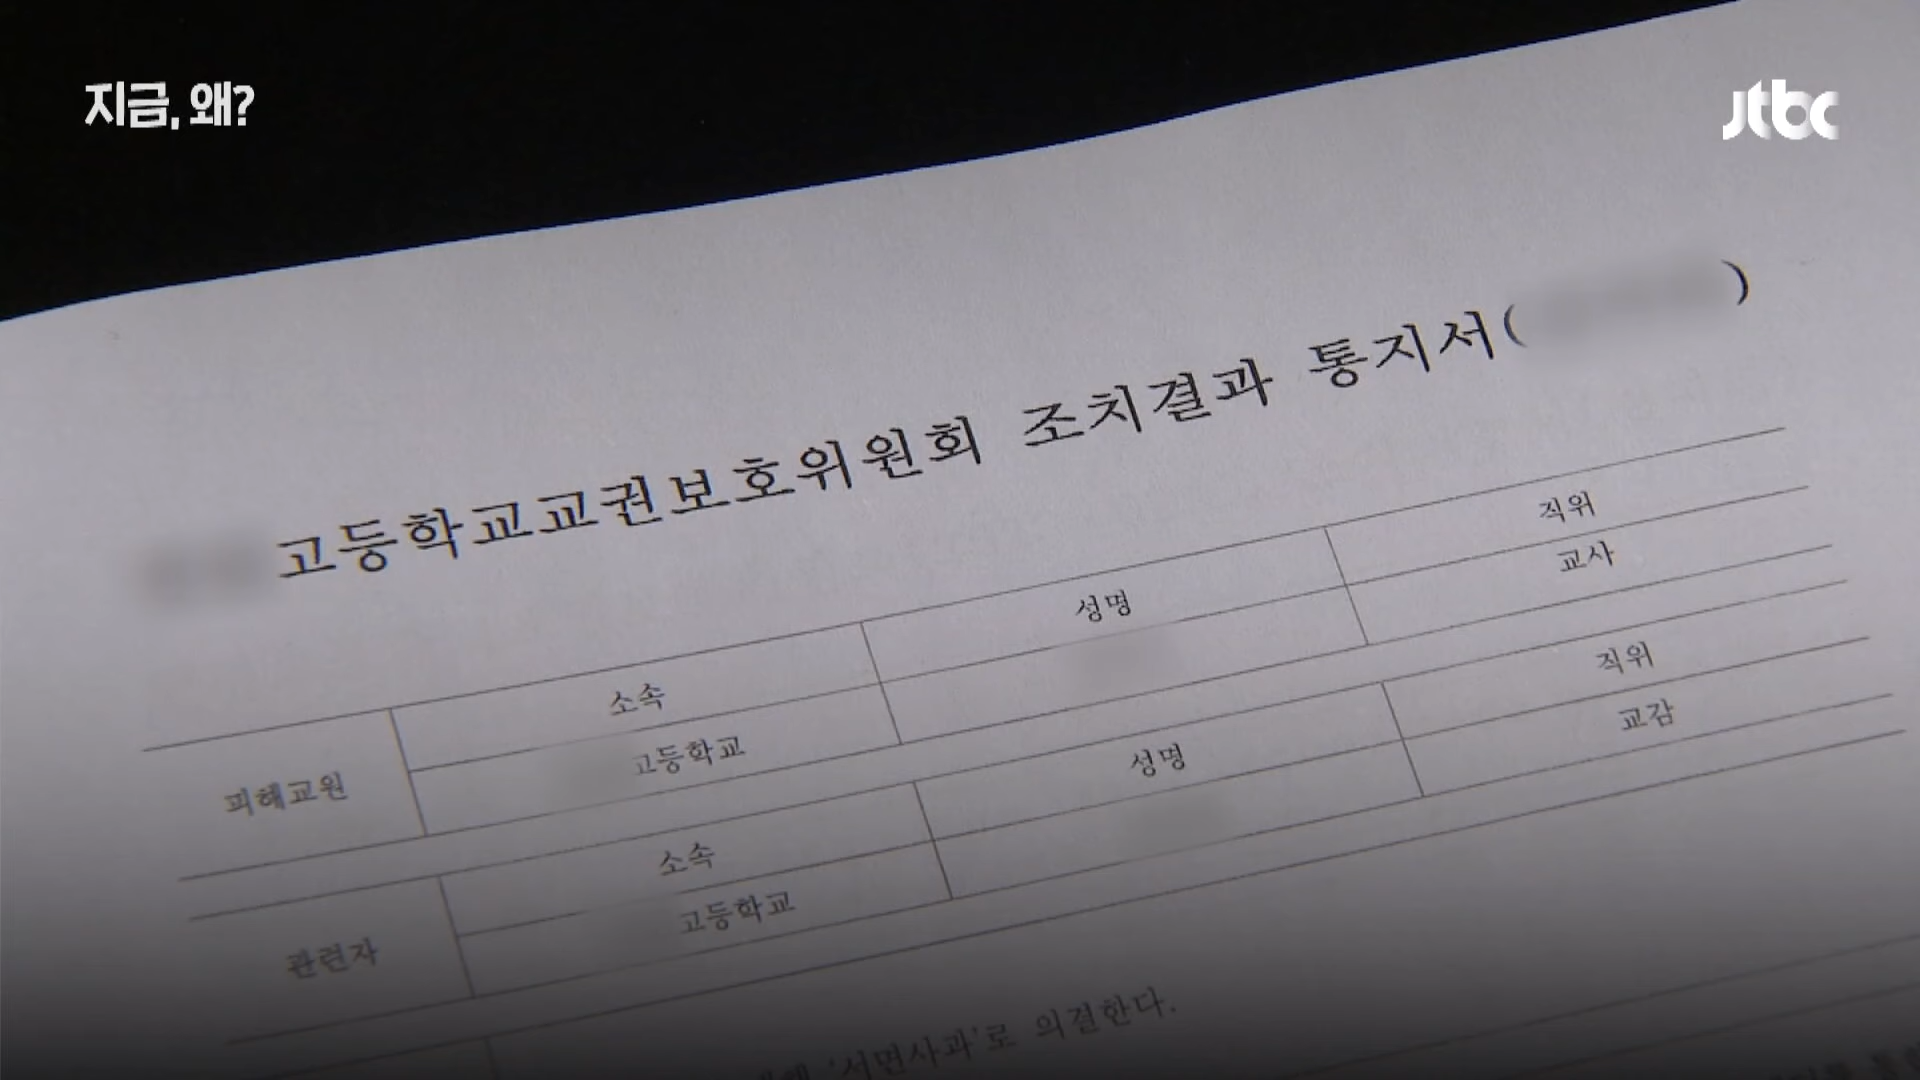 지금, 왜?
jtbc
고등학교교권보호위원회 조치결과 통지서( )
피해교원 소속 성명 직위
고등학교 교사
관련자 소속 성명 직위
고등학교 교감
'서면사과'로 의결한다.